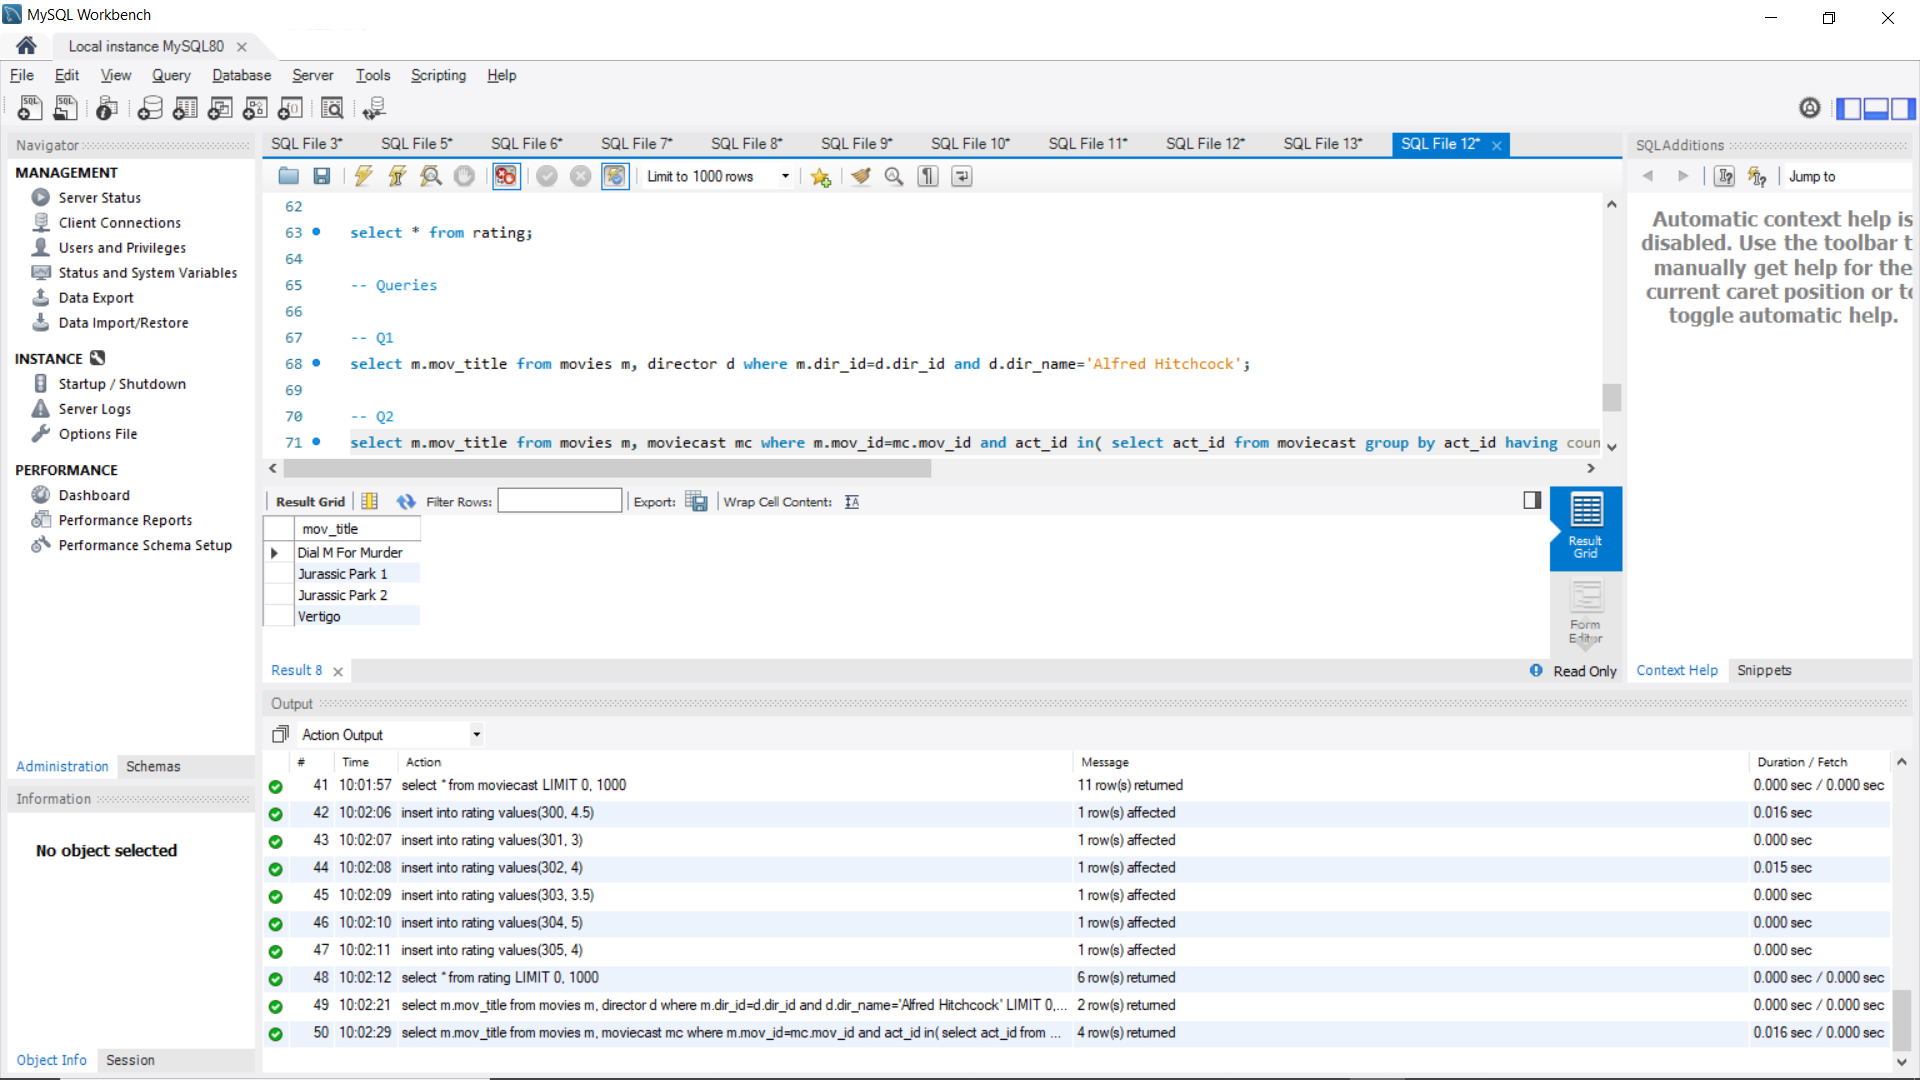 MySQL Workbench
Local instance MySQL80
File Edit View Query Database Server Tools Scripting Help
Navigator
MANAGEMENT
Server Status
Client Connections
Users and Privileges
Status and System Variables
Data Export
Data Import/Restore
INSTANCE
Startup / Shutdown
Server Logs
Options File
PERFORMANCE
Dashboard
Performance Reports
Performance Schema Setup
Administration Schemas
Information
No object selected
Object Info Session
SQL File 3* SQL File 5* SQL File 6* SQL File 7* SQL File 8* SQL File 9* SQL File 10* SQL File 11* SQL File 12* SQL File 13* SQL File 12*
Limit to 1000 rows
62
63 select * from rating;
64
65 -- Queries
66
67 -- Q1
68 select m.mov_title from movies m, director d where m.dir_id=d.dir_id and d.dir_name='Alfred Hitchcock';
69
70 -- Q2
71 select m.mov_title from movies m, moviecast mc where m.mov_id=mc.mov_id and act_id in( select act_id from moviecast group by act_id having coun
Result Grid Filter Rows: Export: Wrap Cell Content:
mov_title
Dial M For Murder
Jurassic Park 1
Jurassic Park 2
Vertigo
Result Grid
Form Editor
Result 8
Read Only
SQLAdditions
Jump to
Automatic context help is
disabled. Use the toolbar t
manually get help for the
current caret position or to
toggle automatic help.
Context Help Snippets
Output
Action Output
# Time Action Message Duration / Fetch
41 10:01:57 select * from moviecast LIMIT 0, 1000 11 row(s) returned 0.000 sec / 0.000 sec
42 10:02:06 insert into rating values(300, 4.5) 1 row(s) affected 0.016 sec
43 10:02:07 insert into rating values(301, 3) 1 row(s) affected 0.000 sec
44 10:02:08 insert into rating values(302, 4) 1 row(s) affected 0.015 sec
45 10:02:09 insert into rating values(303, 3.5) 1 row(s) affected 0.000 sec
46 10:02:10 insert into rating values(304, 5) 1 row(s) affected 0.000 sec
47 10:02:11 insert into rating values(305, 4) 1 row(s) affected 0.000 sec
48 10:02:12 select * from rating LIMIT 0, 1000 6 row(s) returned 0.000 sec / 0.000 sec
49 10:02:21 select m.mov_title from movies m, director d where m.dir_id=d.dir_id and d.dir_name='Alfred Hitchcock' LIMIT 0,... 2 row(s) returned 0.000 sec / 0.000 sec
50 10:02:29 select m.mov_title from movies m, moviecast mc where m.mov_id=mc.mov_id and act_id in( select act_id from ... 4 row(s) returned 0.016 sec / 0.000 sec